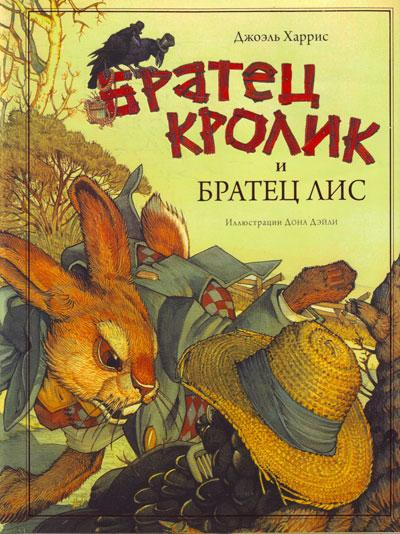 Джоэль Харрис
Братец
Кролик
и
Братец Лис
Иллюстрации Дона Дэйли